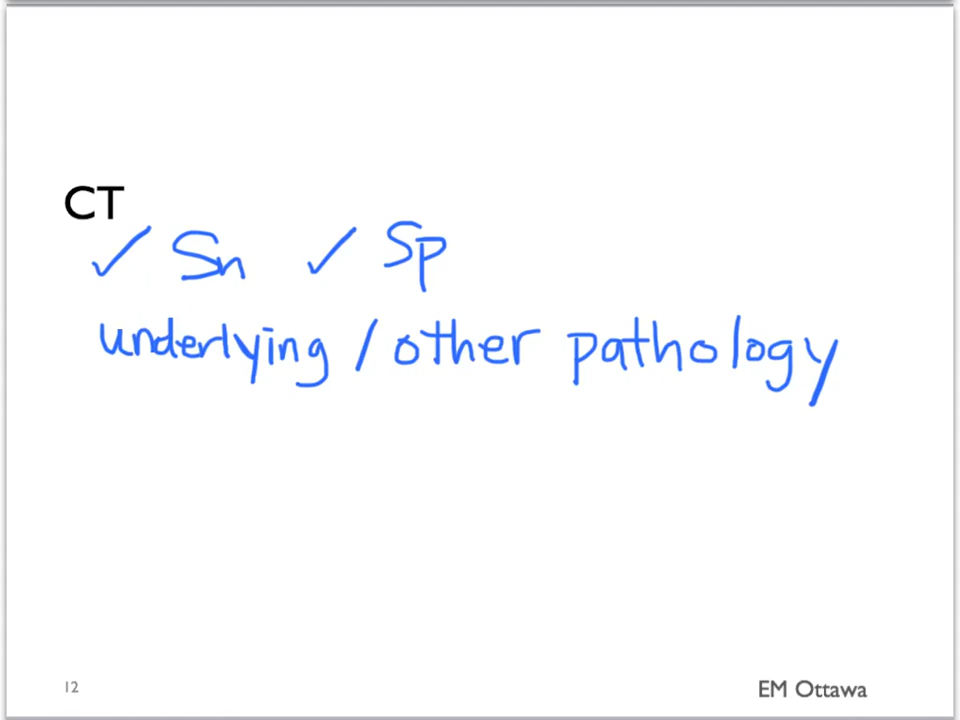 CT
✓ Sn ✓ Sp
underlying / other pathology
12
EM Ottawa